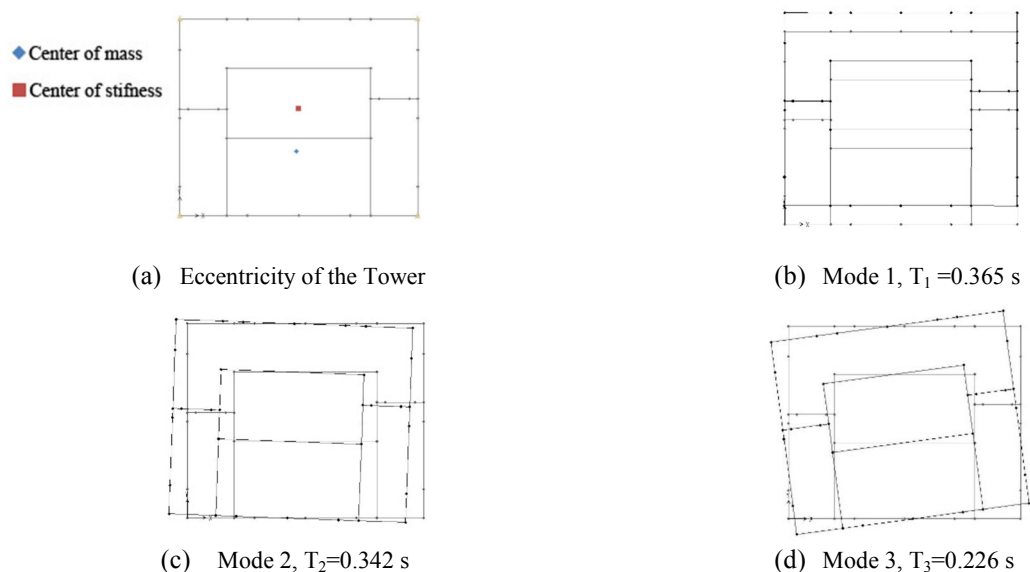 Center of mass
Center of stifness
(a) Eccentricity of the Tower
(b) Mode 1, T₁ =0.365 s
(c) Mode 2, T₂=0.342 s
(d) Mode 3, T₃=0.226 s